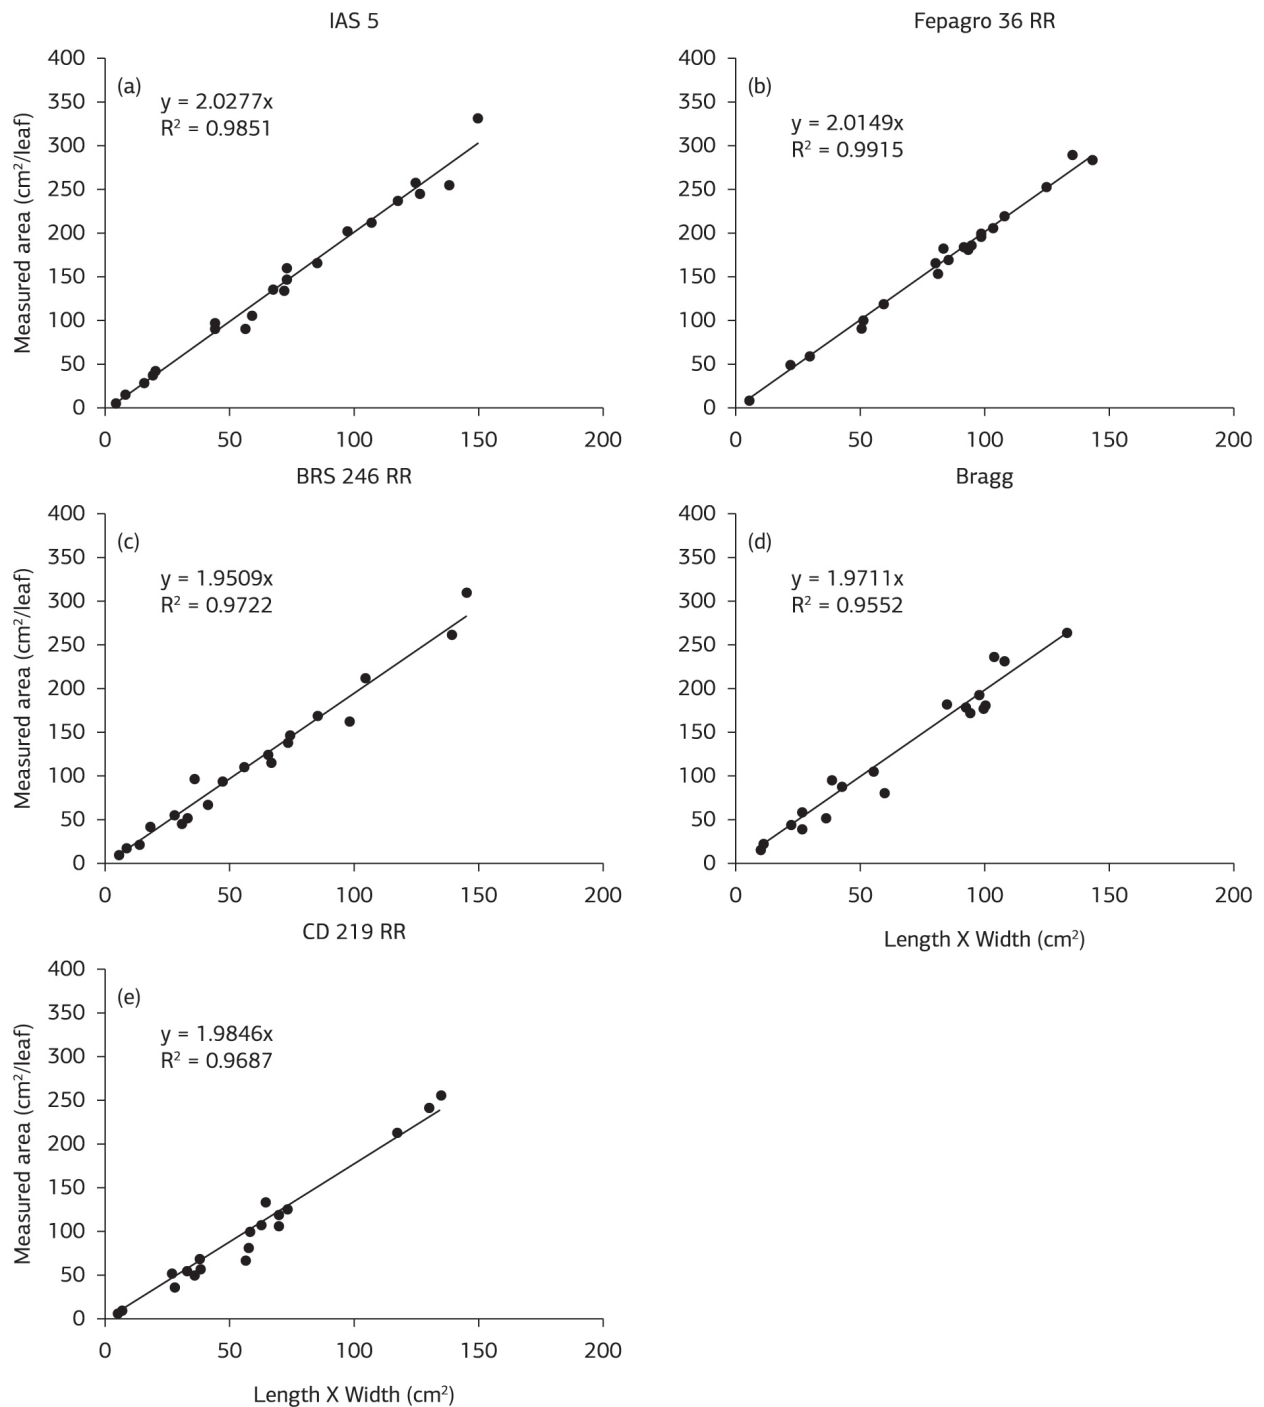 IAS 5
(a)
y = 2.0277x
R² = 0.9851
Measured area (cm²/leaf)
400
350
300
250
200
150
100
50
0
0 50 100 150 200
Fepagro 36 RR
(b)
y = 2.0149x
R² = 0.9915
400
350
300
250
200
150
100
50
0
0 50 100 150 200
BRS 246 RR
(c)
y = 1.9509x
R² = 0.9722
Measured area (cm²/leaf)
400
350
300
250
200
150
100
50
0
0 50 100 150 200
Bragg
(d)
y = 1.9711x
R² = 0.9552
400
350
300
250
200
150
100
50
0
0 50 100 150 200
Length X Width (cm²)
CD 219 RR
(e)
y = 1.9846x
R² = 0.9687
Measured area (cm²/leaf)
400
350
300
250
200
150
100
50
0
0 50 100 150 200
Length X Width (cm²)